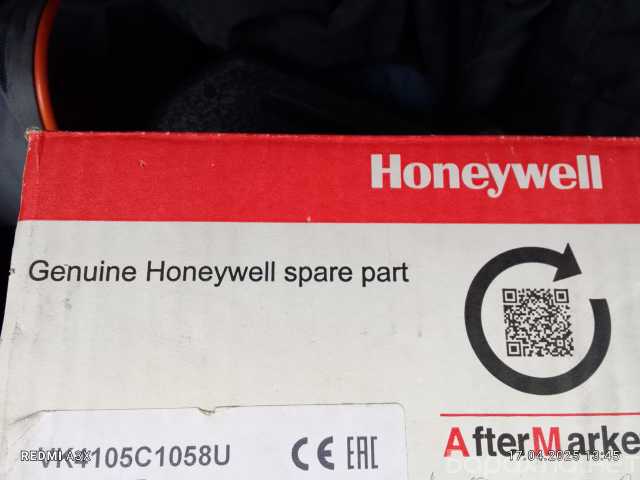 Honeywell
Genuine Honeywell spare part
VK4105C1058U CE EAC
AfterMarke
REDMI A3X
17.04.2025 13:45